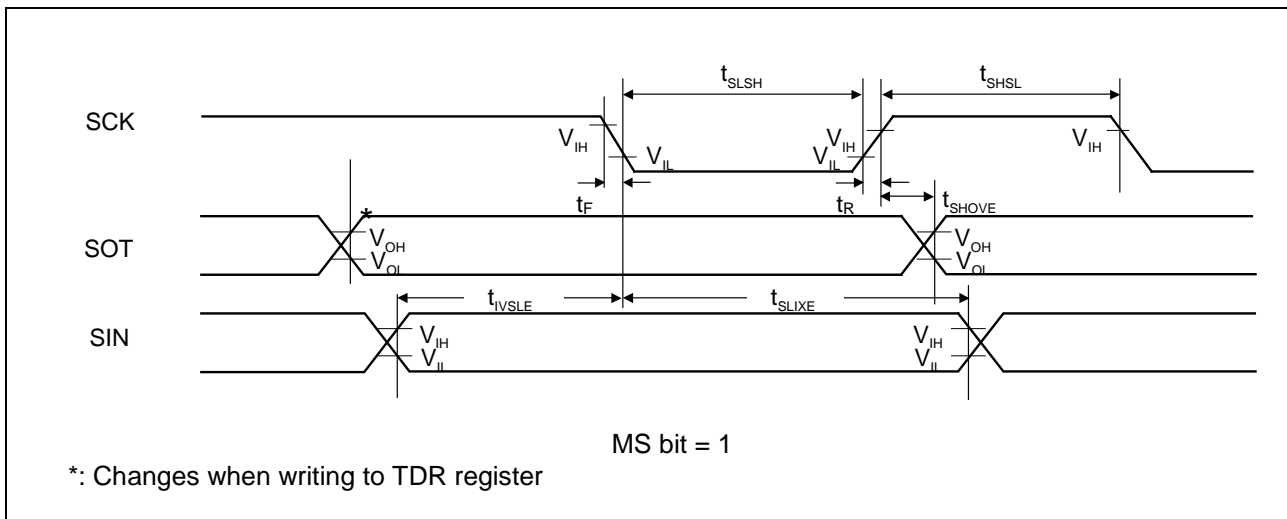 tSLSH tSHSL
SCK
VIH VIL VIH VIL VIH
tF tR tSHOVE
*
SOT
VOH VOL VOH VOL
tIVSLE tSLIXE
SIN
VIH VIL VIH VIL
MS bit = 1
*: Changes when writing to TDR register